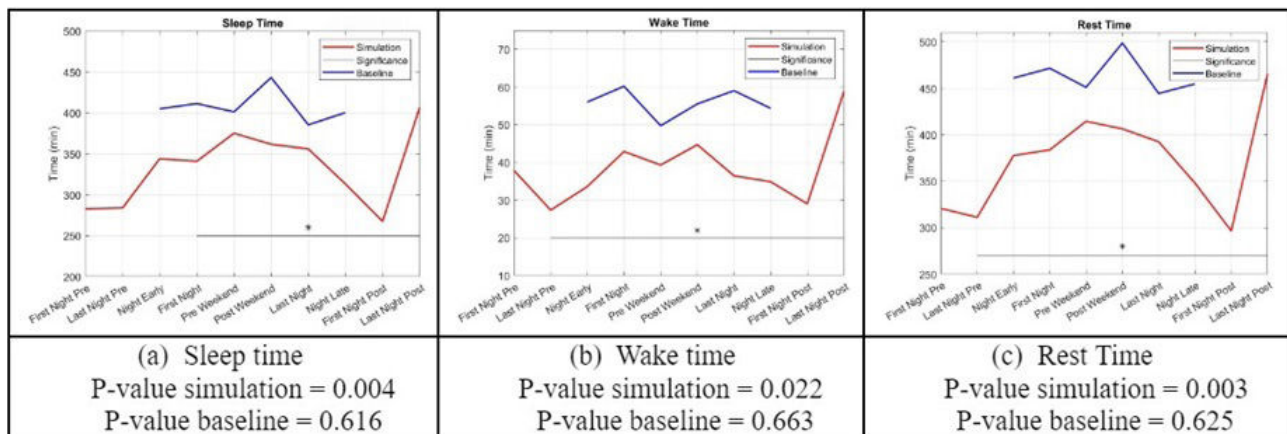 Sleep Time
500
450
400
350
300
250
200
Time (min)
Simulation
Significance
Baseline
*
First Night Pre
Last Night Pre
Night Early
First Night
Pre Weekend
Post Weekend
Last Night
Night Late
First Night Post
Last Night Post
Wake Time
70
60
50
40
30
20
10
Time (min)
Simulation
Significance
Baseline
*
First Night Pre
Last Night Pre
Night Early
First Night
Pre Weekend
Post Weekend
Last Night
Night Late
First Night Post
Last Night Post
Rest Time
500
450
400
350
300
250
Time (min)
Simulation
Significance
Baseline
*
First Night Pre
Last Night Pre
Night Early
First Night
Pre Weekend
Post Weekend
Last Night
Night Late
First Night Post
Last Night Post
(a) Sleep time
P-value simulation = 0.004
P-value baseline = 0.616
(b) Wake time
P-value simulation = 0.022
P-value baseline = 0.663
(c) Rest Time
P-value simulation = 0.003
P-value baseline = 0.625